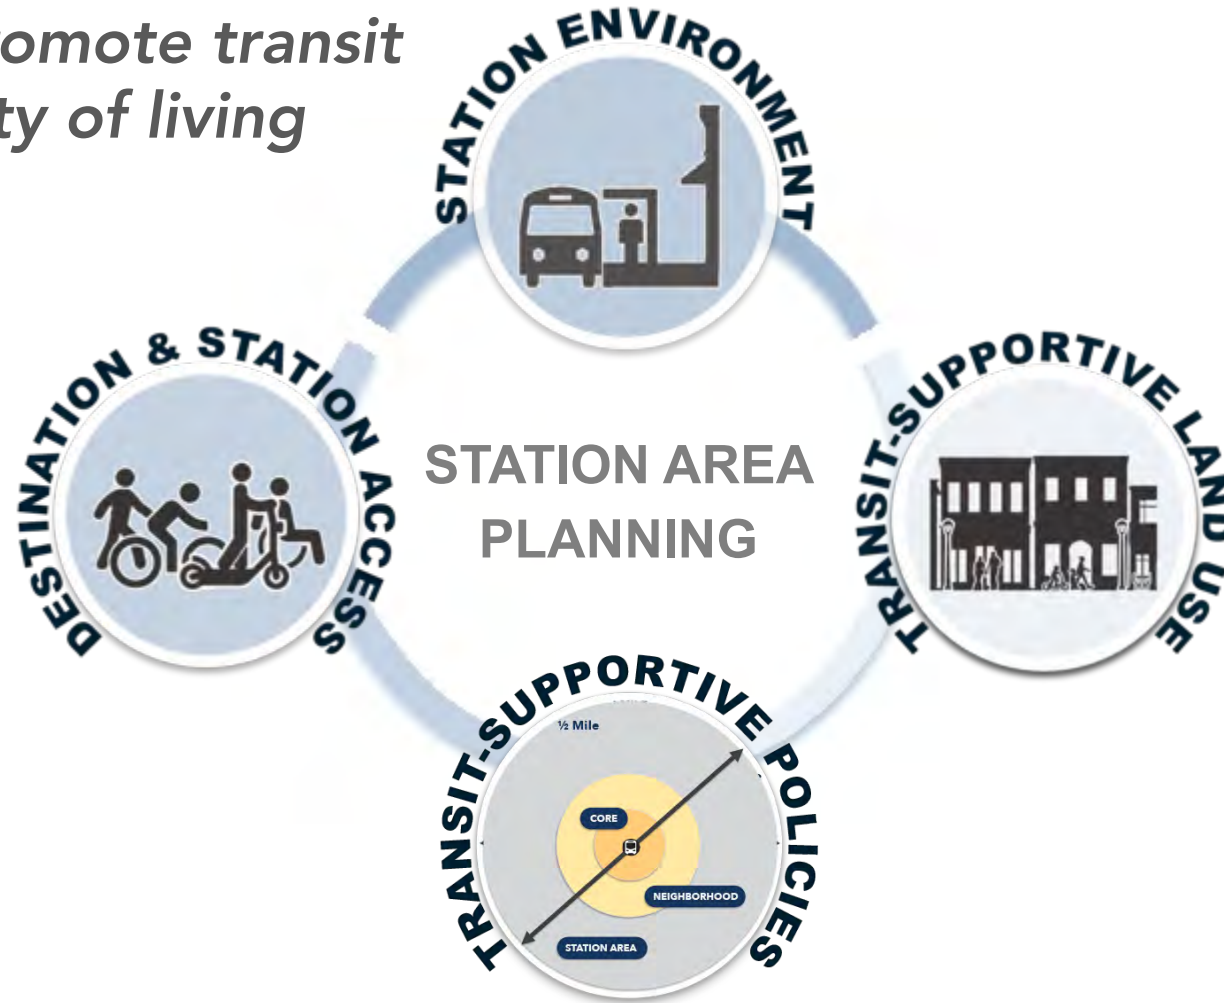 omote transit
ty of living
STATION ENVIRONMENT
DESTINATION & STATION ACCESS
STATION AREA
PLANNING
TRANSIT-SUPPORTIVE LAND USE
TRANSIT-SUPPORTIVE POLICIES
½ Mile
CORE
NEIGHBORHOOD
STATION AREA